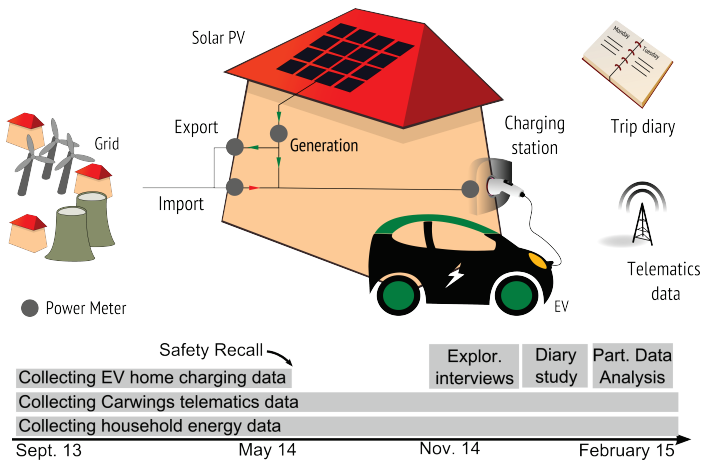 Solar PV
Monday
Tuesday
Trip diary
Export
Generation
Charging
station
Grid
Import
Telematics
data
EV
Power Meter
Safety Recall
Explor.
interviews
Diary
study
Part. Data
Analysis
Collecting EV home charging data
Collecting Carwings telematics data
Collecting household energy data
Sept. 13
May 14
Nov. 14
February 15